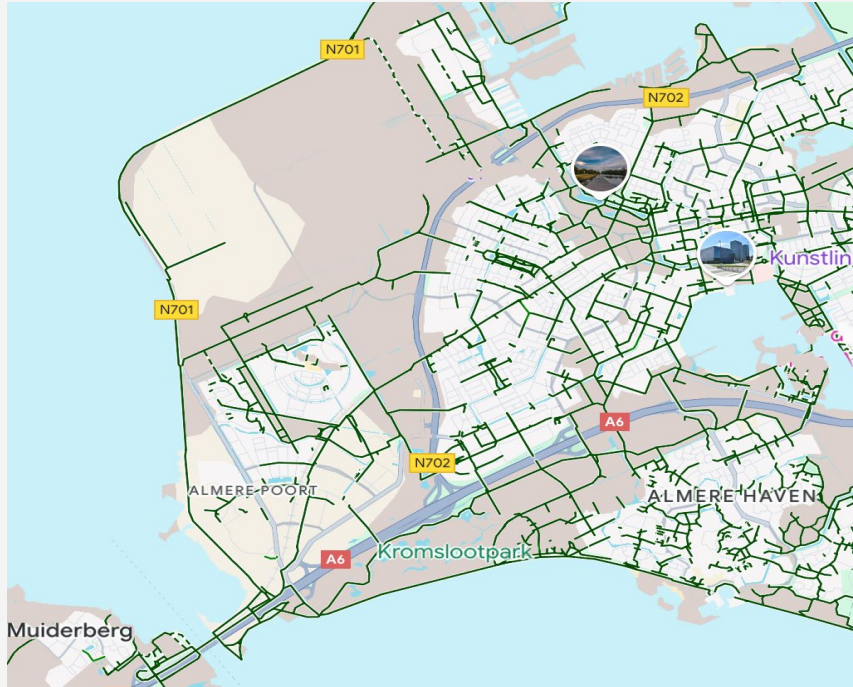 N701
N702
Kunstlin
N701
A6
N702
ALMERE POORT
ALMERE HAVEN
A6
Kromslootpark
Muiderberg